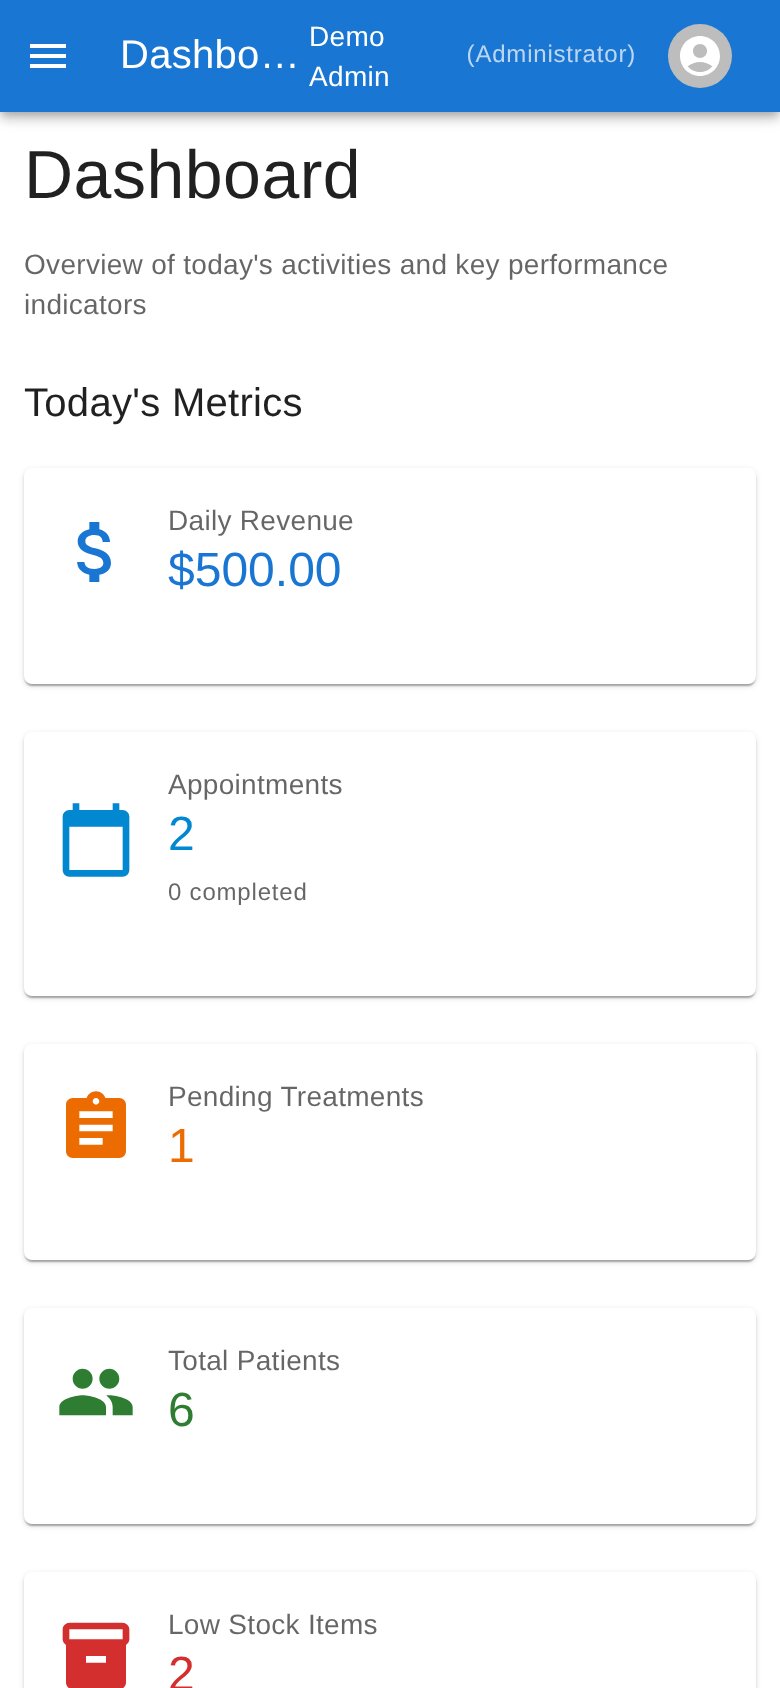 Dashbo...
Demo
Admin
(Administrator)
Dashboard
Overview of today's activities and key performance
indicators
Today's Metrics
Daily Revenue
$500.00
Appointments
2
0 completed
Pending Treatments
1
Total Patients
6
Low Stock Items
2